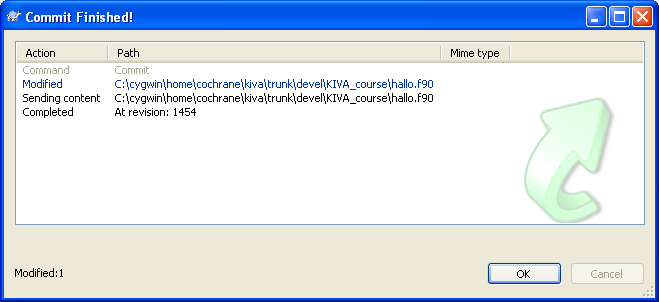 Commit Finished!
Action Path Mime type
Command Commit
Modified C:\cygwin\home\cochrane\kiva\trunk\devel\KIVA_course\hallo.f90
Sending content C:\cygwin\home\cochrane\kiva\trunk\devel\KIVA_course\hallo.f90
Completed At revision: 1454
Modified:1 OK Cancel